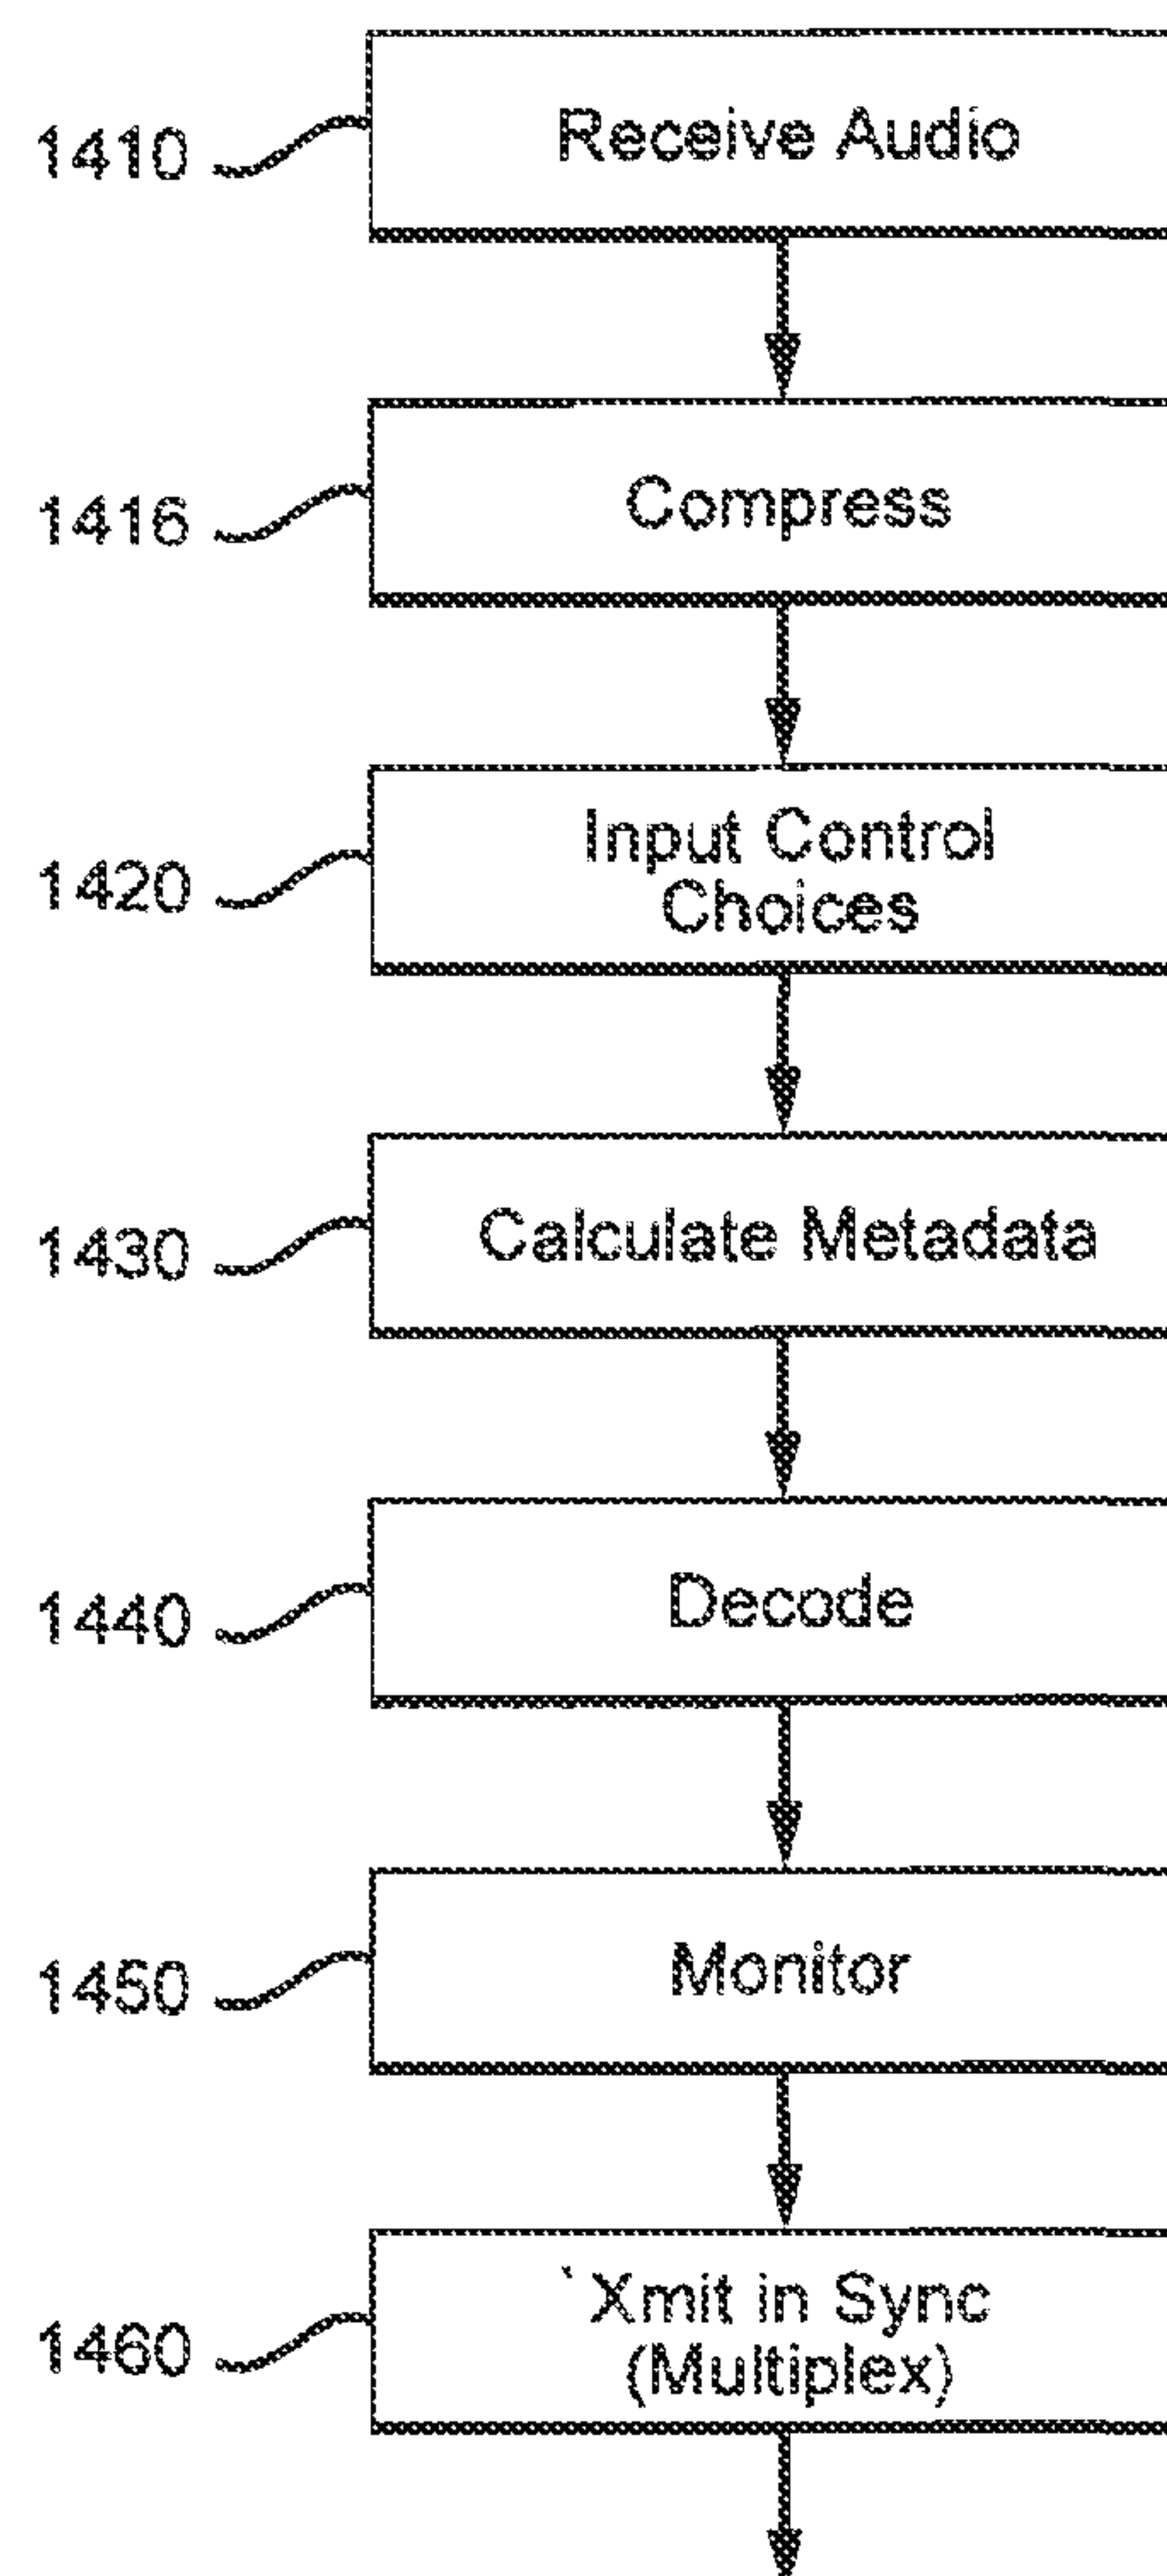 Receive Audio
1410
Compress
1416
Input Control
Choices
1420
Calculate Metadata
1430
Decode
1440
Monitor
1450
Xmit in Sync
(Multiplex)
1460